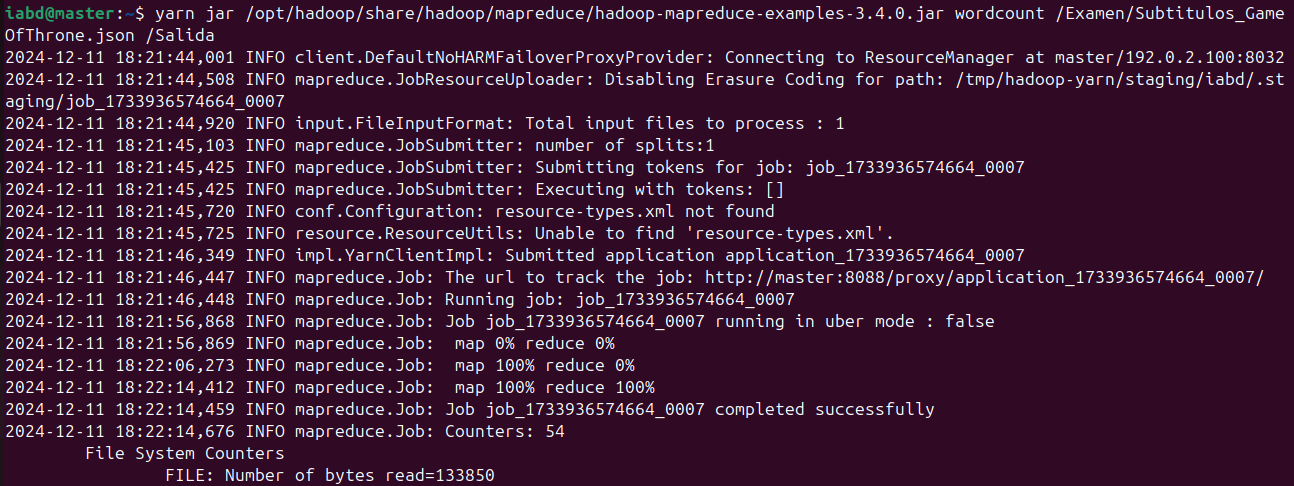 iabd@master:~$ yarn jar /opt/hadoop/share/hadoop/mapreduce/hadoop-mapreduce-examples-3.4.0.jar wordcount /Examen/Subtitulos_Game
OfThrone.json /Salida
2024-12-11 18:21:44,001 INFO client.DefaultNoHARMFailoverProxyProvider: Connecting to ResourceManager at master/192.0.2.100:8032
2024-12-11 18:21:44,508 INFO mapreduce.JobResourceUploader: Disabling Erasure Coding for path: /tmp/hadoop-yarn/staging/iabd/.st
aging/job_1733936574664_0007
2024-12-11 18:21:44,920 INFO input.FileInputFormat: Total input files to process : 1
2024-12-11 18:21:45,103 INFO mapreduce.JobSubmitter: number of splits:1
2024-12-11 18:21:45,425 INFO mapreduce.JobSubmitter: Submitting tokens for job: job_1733936574664_0007
2024-12-11 18:21:45,425 INFO mapreduce.JobSubmitter: Executing with tokens: []
2024-12-11 18:21:45,720 INFO conf.Configuration: resource-types.xml not found
2024-12-11 18:21:45,725 INFO resource.ResourceUtils: Unable to find 'resource-types.xml'.
2024-12-11 18:21:46,349 INFO impl.YarnClientImpl: Submitted application application_1733936574664_0007
2024-12-11 18:21:46,447 INFO mapreduce.Job: The url to track the job: http://master:8088/proxy/application_1733936574664_0007/
2024-12-11 18:21:46,448 INFO mapreduce.Job: Running job: job_1733936574664_0007
2024-12-11 18:21:56,868 INFO mapreduce.Job: Job job_1733936574664_0007 running in uber mode : false
2024-12-11 18:21:56,869 INFO mapreduce.Job:  map 0% reduce 0%
2024-12-11 18:22:06,273 INFO mapreduce.Job:  map 100% reduce 0%
2024-12-11 18:22:14,412 INFO mapreduce.Job:  map 100% reduce 100%
2024-12-11 18:22:14,459 INFO mapreduce.Job: Job job_1733936574664_0007 completed successfully
2024-12-11 18:22:14,676 INFO mapreduce.Job: Counters: 54
File System Counters
FILE: Number of bytes read=133850